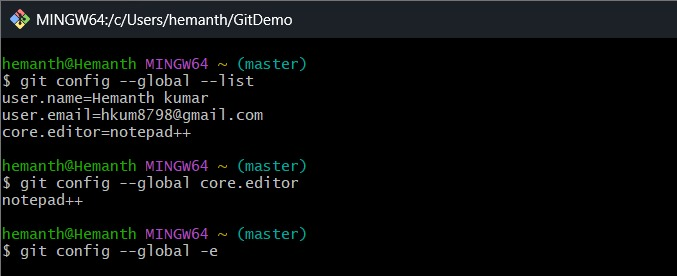 MINGW64:/c/Users/hemanth/GitDemo
hemanth@Hemanth MINGW64 ~ (master)
$ git config --global --list
user.name=Hemanth kumar
user.email=hkum8798@gmail.com
core.editor=notepad++
hemanth@Hemanth MINGW64 ~ (master)
$ git config --global core.editor
notepad++
hemanth@Hemanth MINGW64 ~ (master)
$ git config --global -e